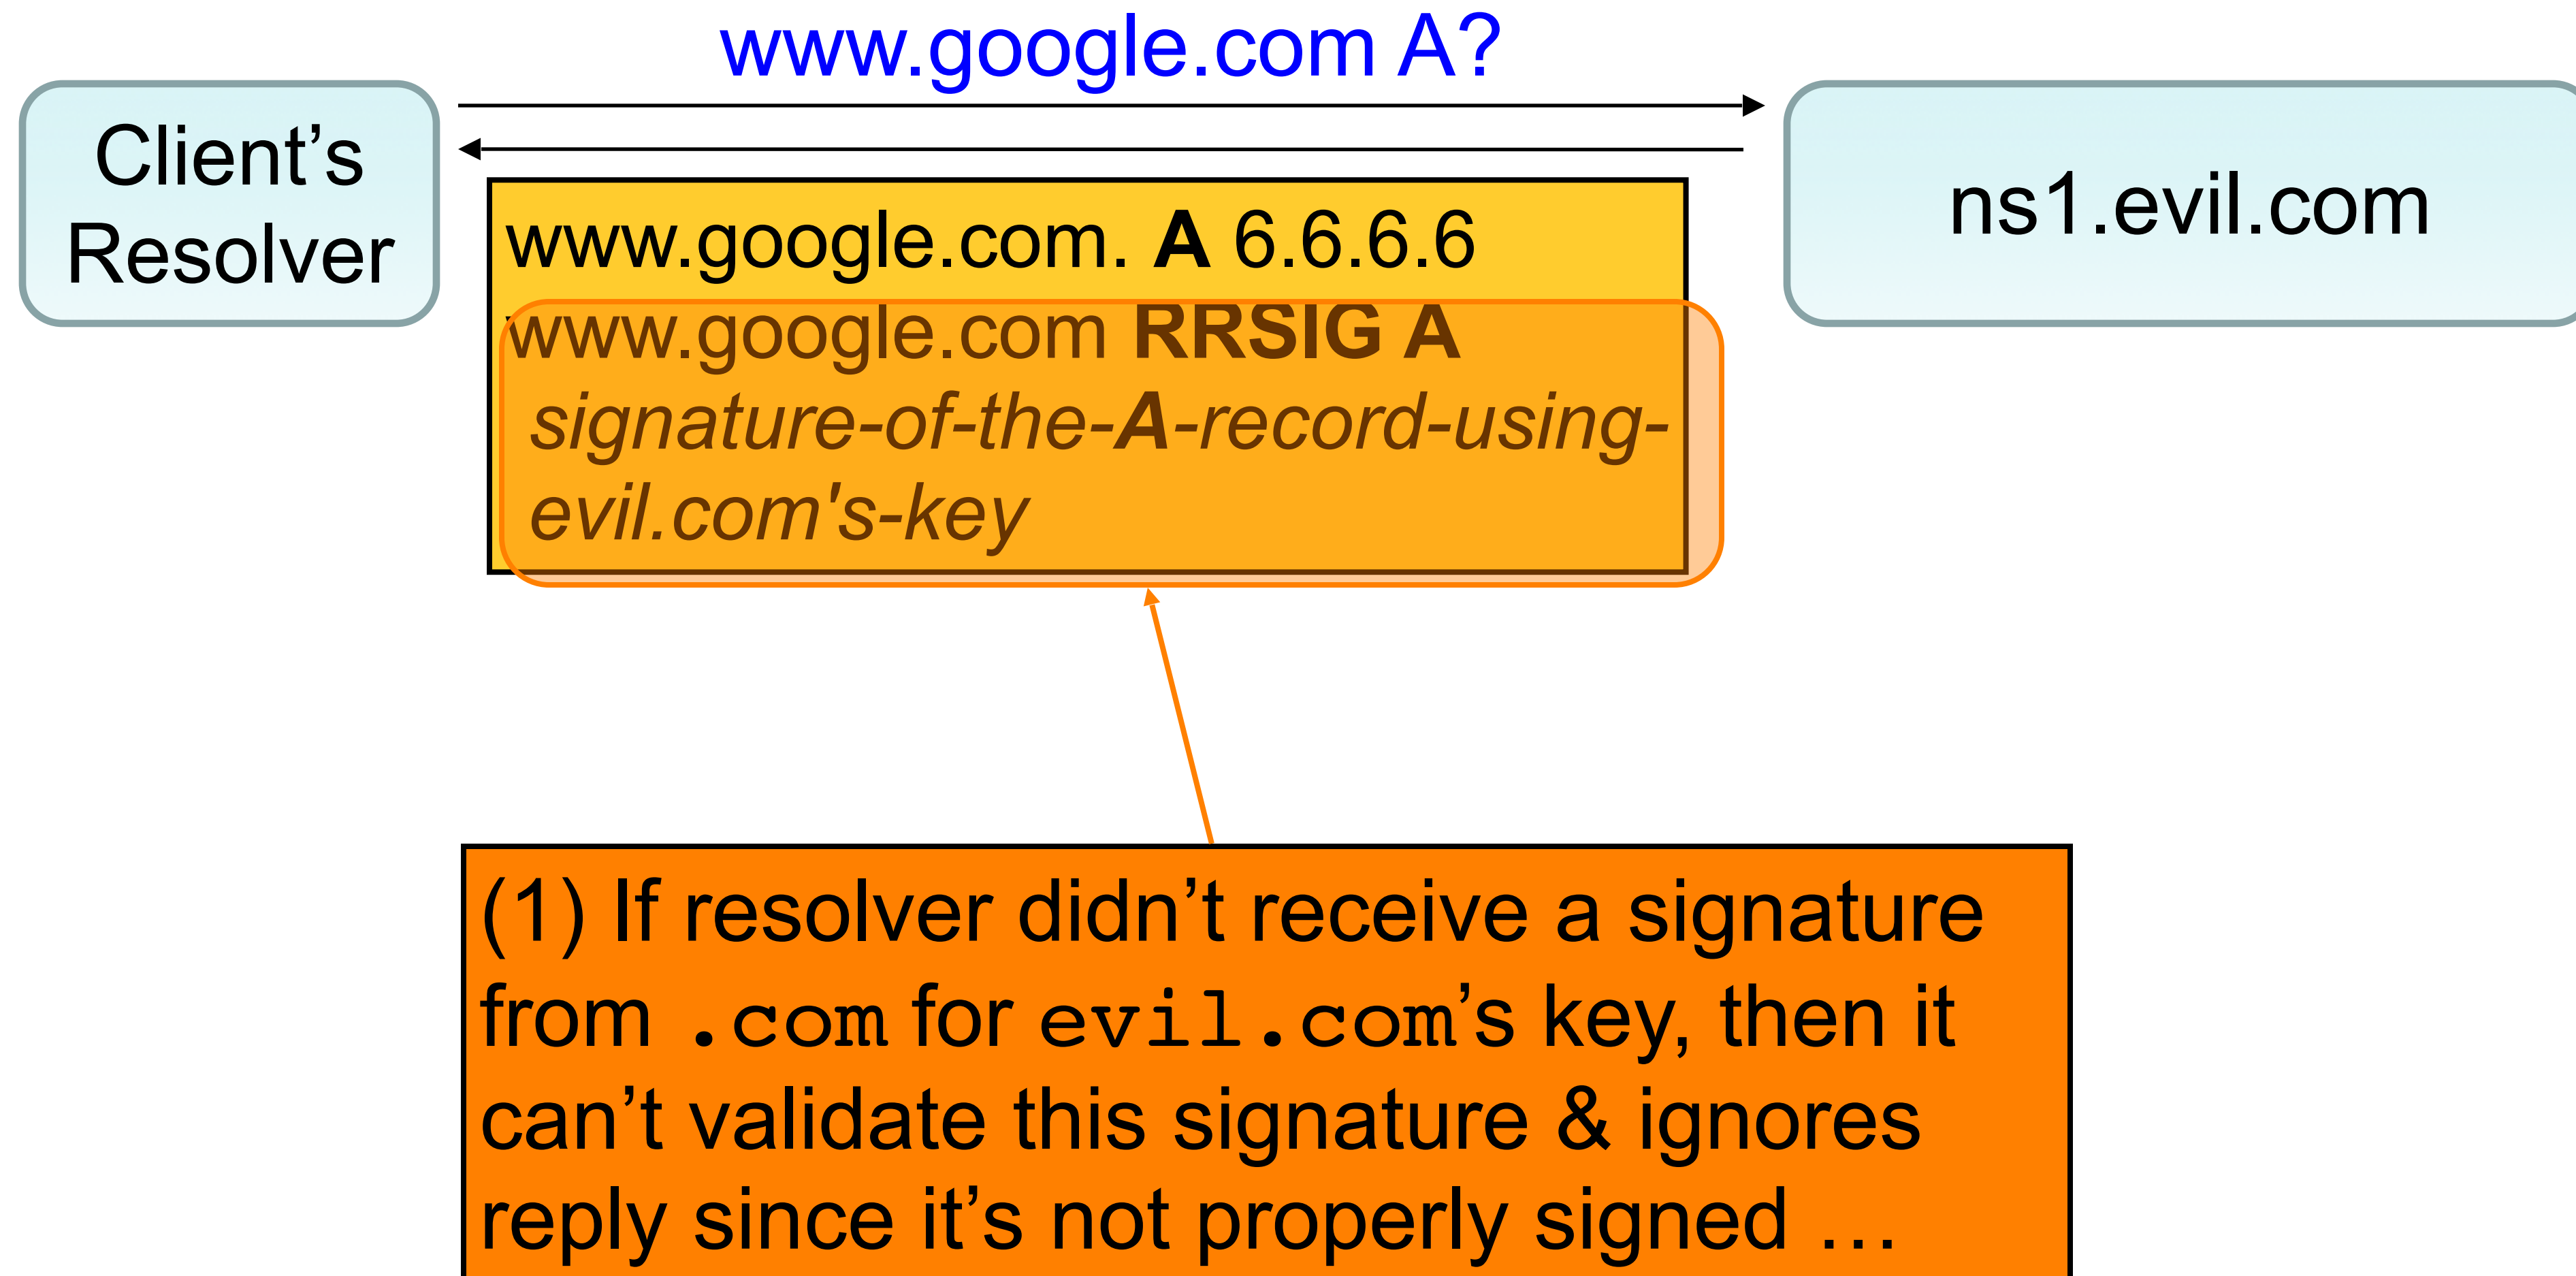 www.google.com A?
Client’s
Resolver
ns1.evil.com
www.google.com. A 6.6.6.6
www.google.com RRSIG A
signature-of-the-A-record-using-
evil.com's-key
(1) If resolver didn’t receive a signature
from .com for evil.com’s key, then it
can’t validate this signature & ignores
reply since it’s not properly signed …